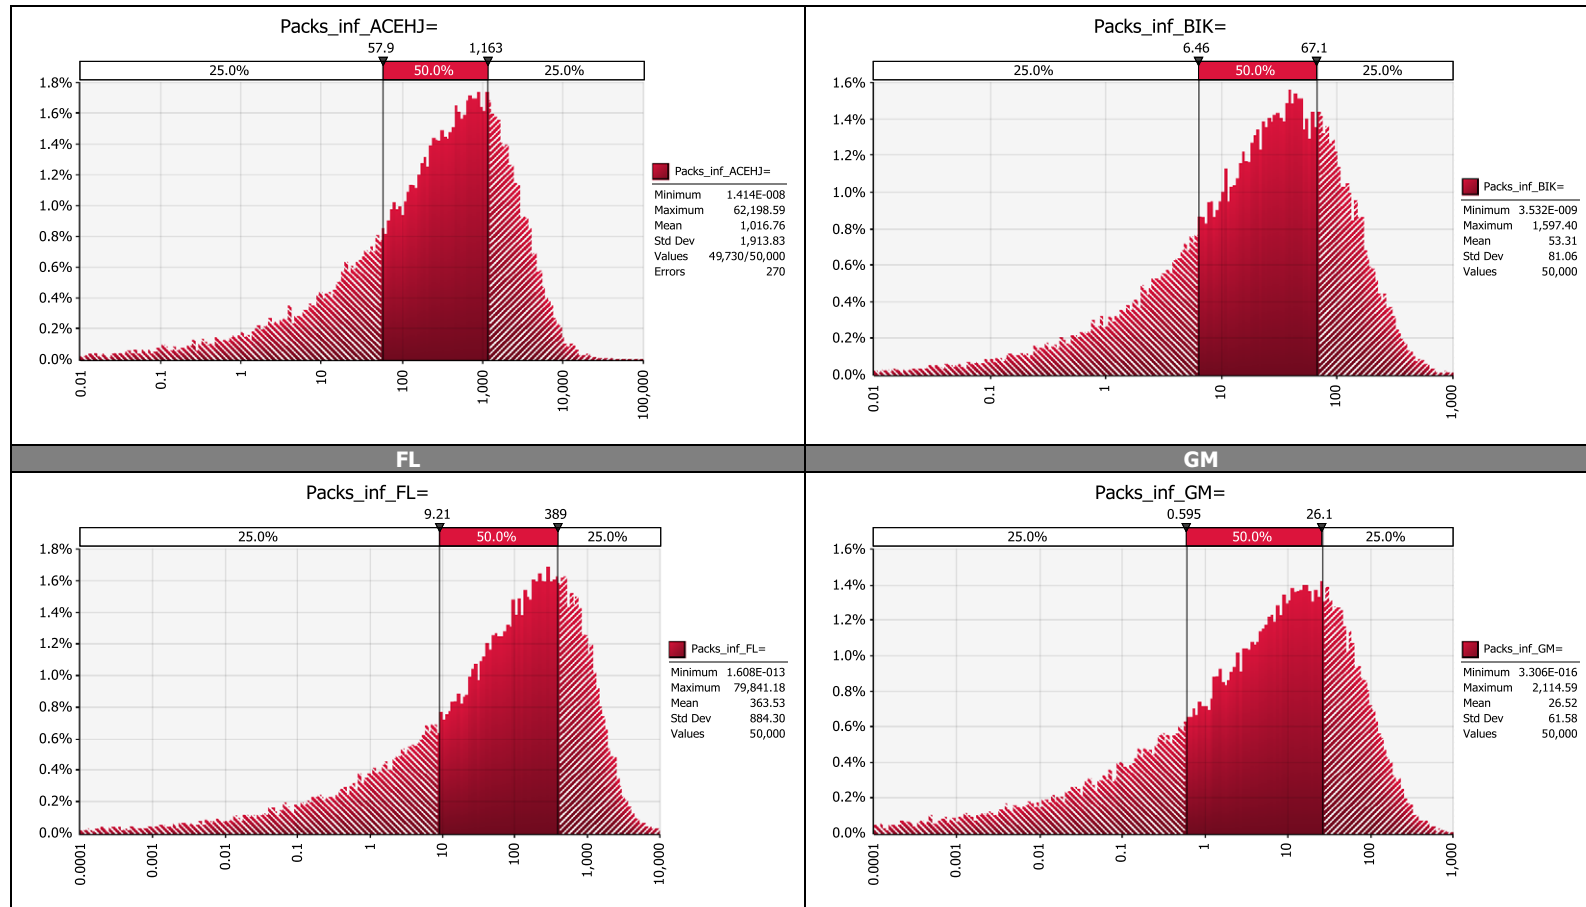 Packs_inf_ACEHJ=
57.9 1,163
25.0% 50.0% 25.0%
1.8%
1.6%
1.4%
1.2%
1.0%
0.8%
0.6%
0.4%
0.2%
0.0%
0.01 0.1 1 10 100 1,000 10,000 100,000
Packs_inf_ACEHJ=
Minimum 1.414E-008
Maximum 62,198.59
Mean 1,016.76
Std Dev 1,913.83
Values 49,730/50,000
Errors 270
Packs_inf_BIK=
6.46 67.1
25.0% 50.0% 25.0%
1.6%
1.4%
1.2%
1.0%
0.8%
0.6%
0.4%
0.2%
0.0%
0.01 0.1 1 10 100 1,000
Packs_inf_BIK=
Minimum 3.532E-009
Maximum 1,597.40
Mean 53.31
Std Dev 81.06
Values 50,000
FL
GM
Packs_inf_FL=
9.21 389
25.0% 50.0% 25.0%
1.8%
1.6%
1.4%
1.2%
1.0%
0.8%
0.6%
0.4%
0.2%
0.0%
0.0001 0.001 0.01 0.1 1 10 100 1,000 10,000
Packs_inf_FL=
Minimum 1.608E-013
Maximum 79,841.18
Mean 363.53
Std Dev 884.30
Values 50,000
Packs_inf_GM=
0.595 26.1
25.0% 50.0% 25.0%
1.6%
1.4%
1.2%
1.0%
0.8%
0.6%
0.4%
0.2%
0.0%
0.0001 0.001 0.01 0.1 1 10 100 1,000
Packs_inf_GM=
Minimum 3.306E-016
Maximum 2,114.59
Mean 26.52
Std Dev 61.58
Values 50,000